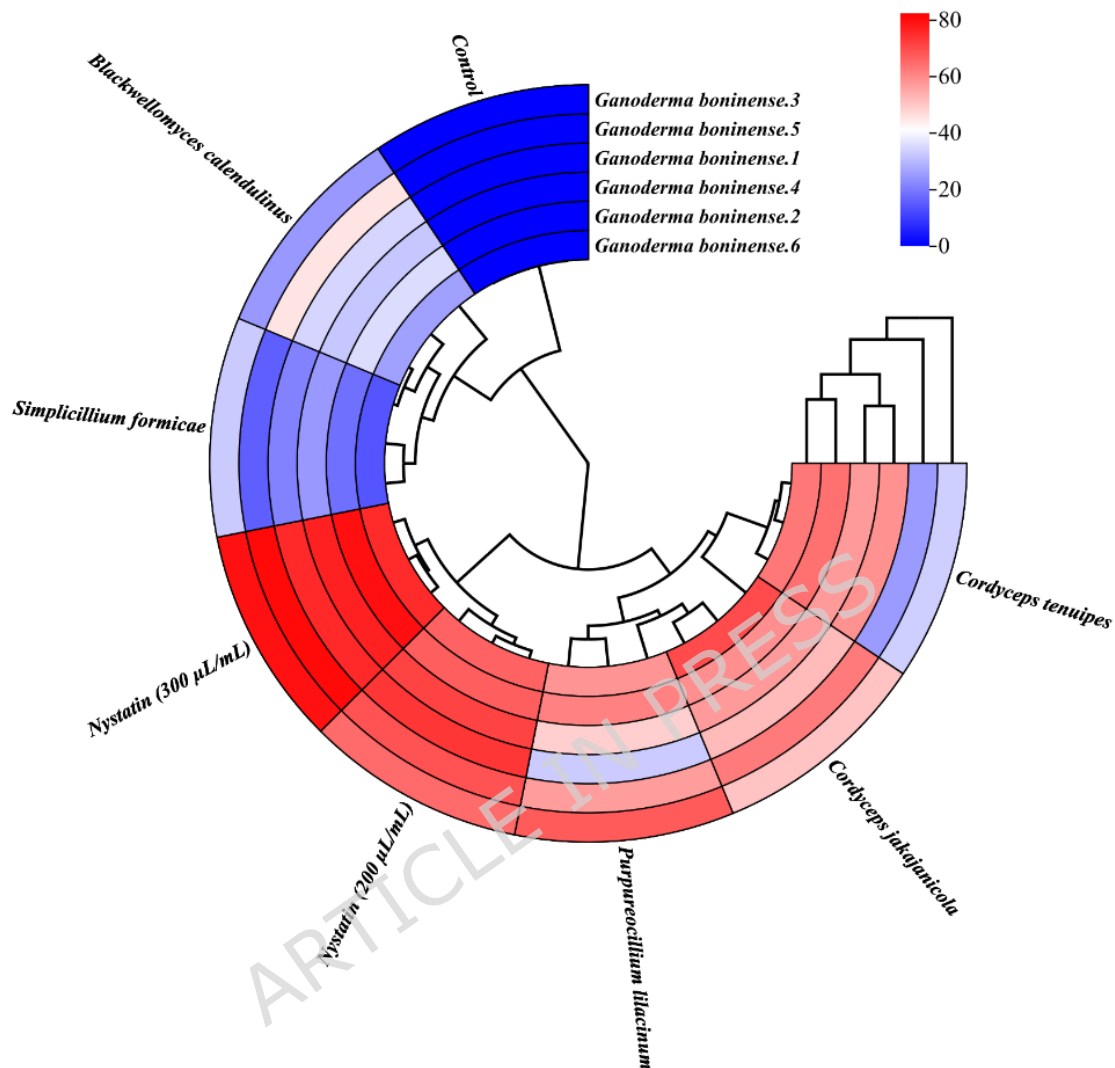 Control
Blackwellomyces calendulinus
Simplicillium formicae
Nystatin (300 µL/mL)
Nystatin (200 µL/mL)
Purpureocillium lilacinum
Cordyceps jakajanicola
Cordyceps tenuipes
Ganoderma boninense.3
Ganoderma boninense.5
Ganoderma boninense.1
Ganoderma boninense.4
Ganoderma boninense.2
Ganoderma boninense.6
80
60
40
20
0
ARTICLE IN PRESS